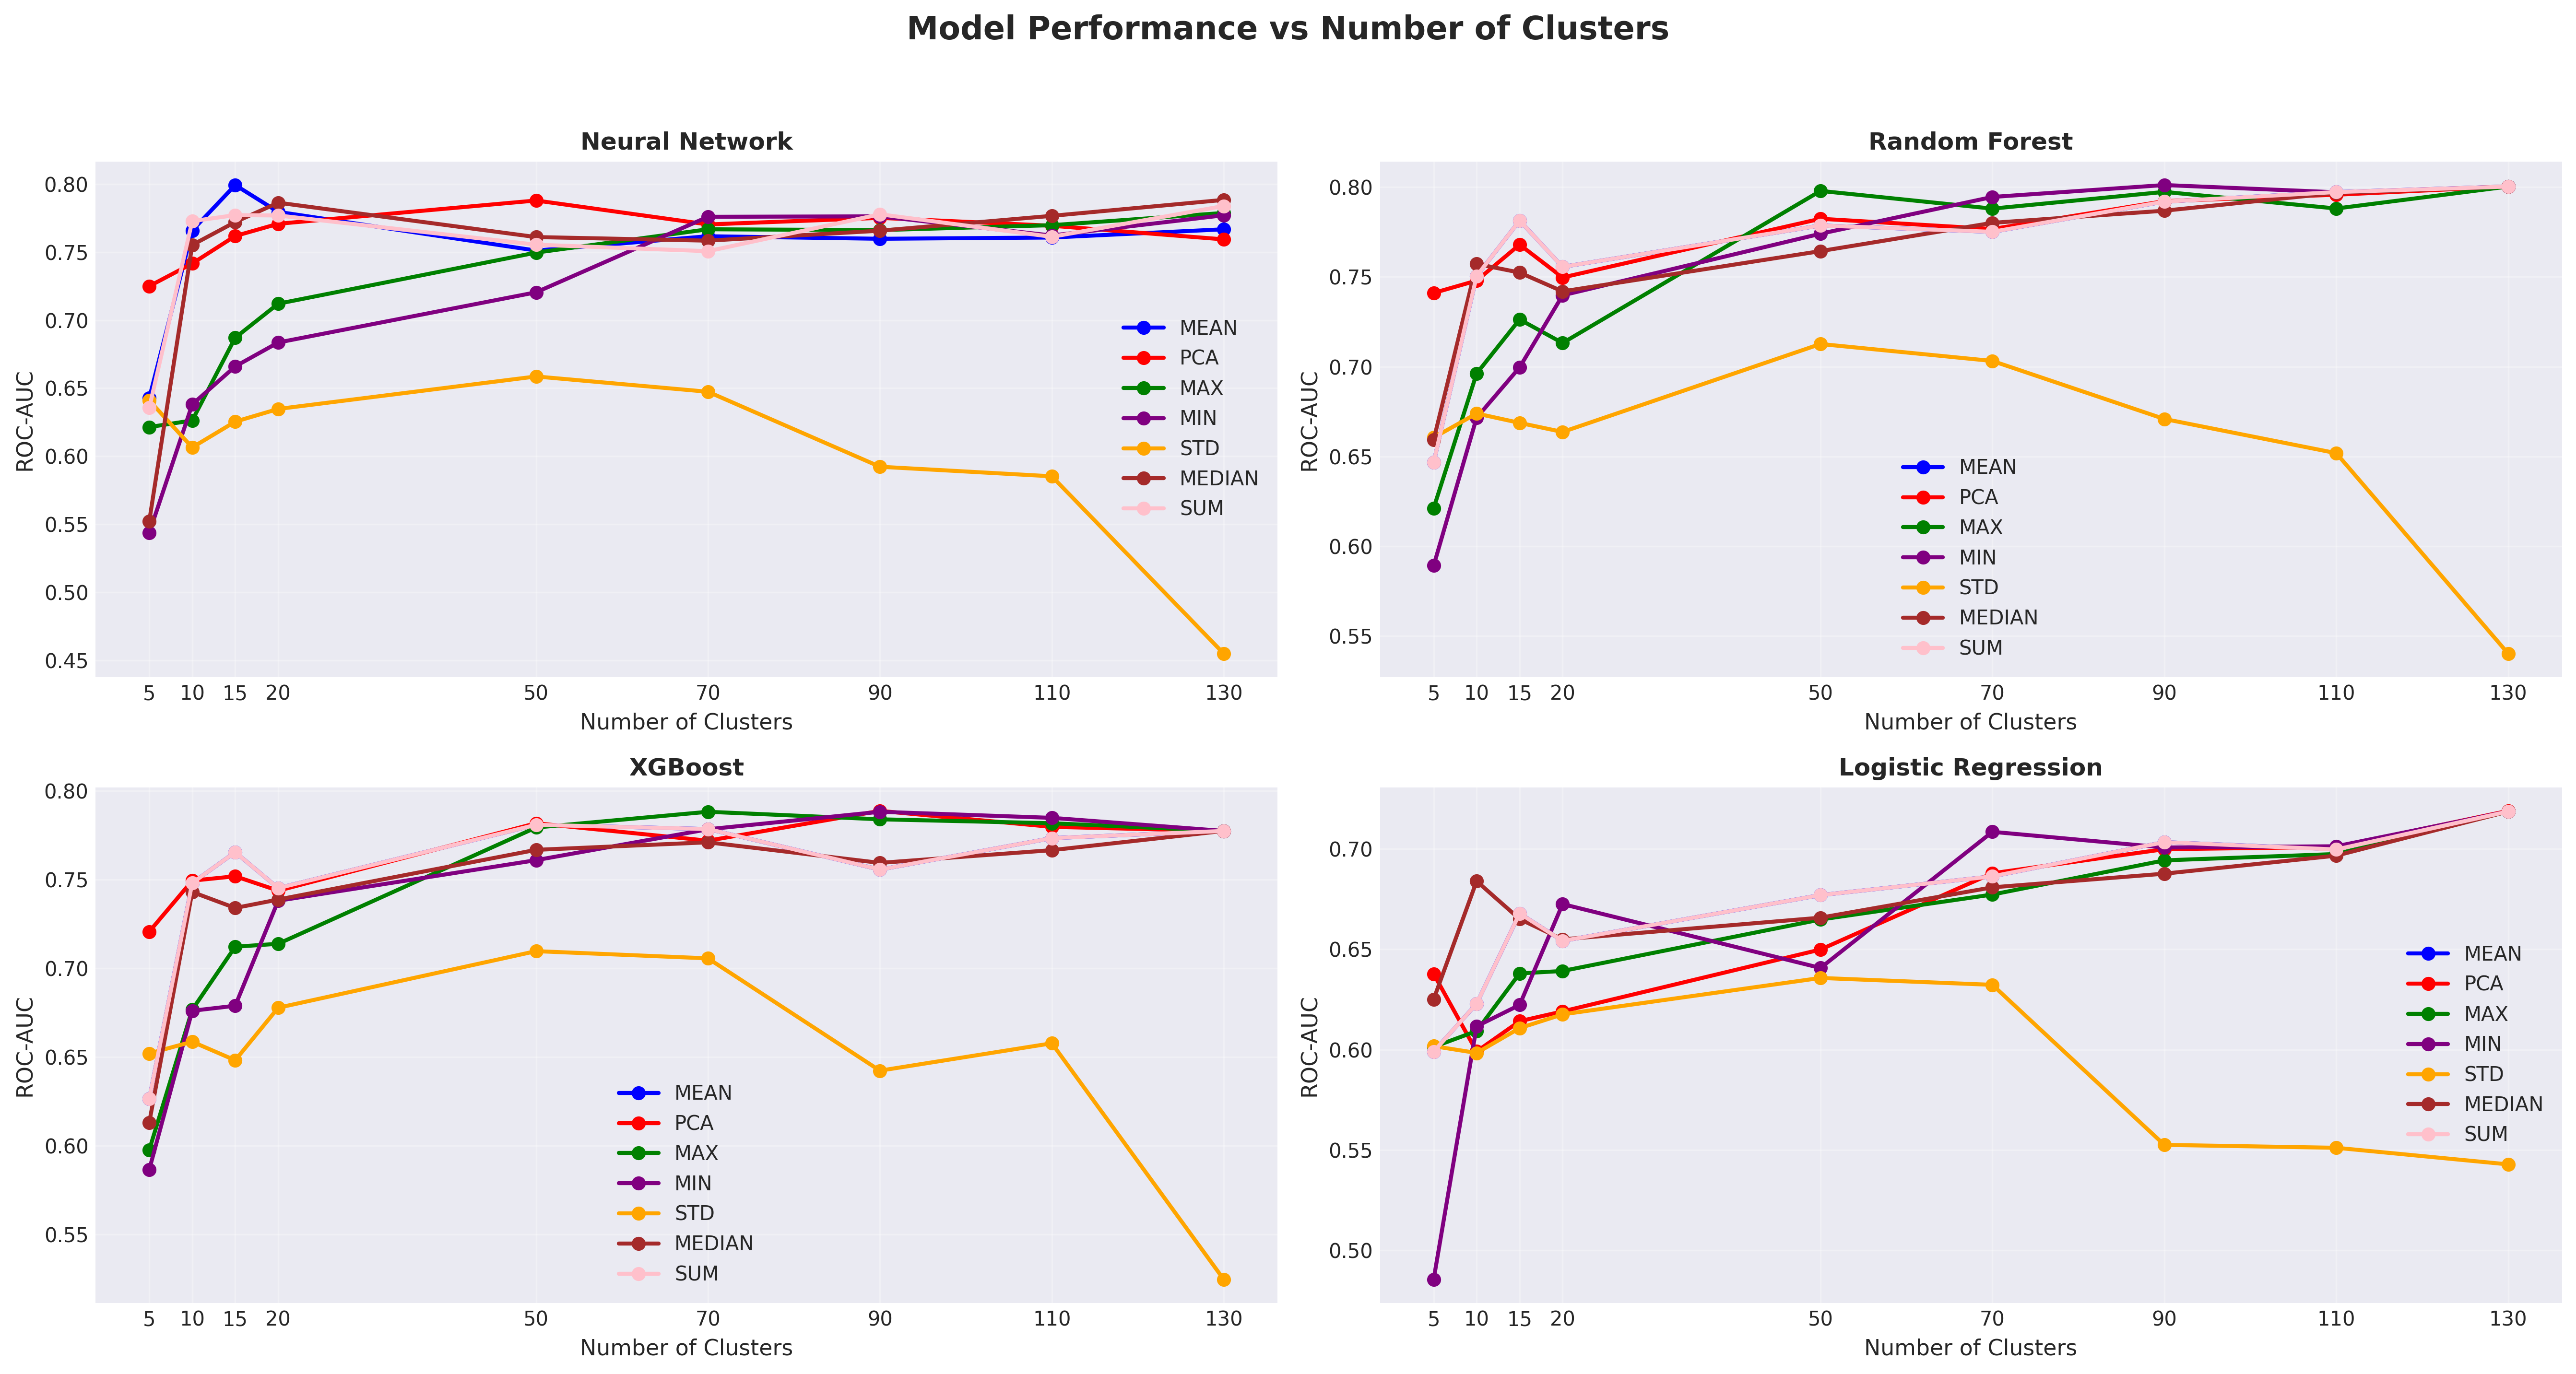 Model Performance vs Number of Clusters
Neural Network
ROC-AUC
0.80
0.75
0.70
0.65
0.60
0.55
0.50
0.45
MEAN
PCA
MAX
MIN
STD
MEDIAN
SUM
5 10 15 20 50 70 90 110 130
Number of Clusters
Random Forest
ROC-AUC
0.80
0.75
0.70
0.65
0.60
0.55
MEAN
PCA
MAX
MIN
STD
MEDIAN
SUM
5 10 15 20 50 70 90 110 130
Number of Clusters
XGBoost
ROC-AUC
0.80
0.75
0.70
0.65
0.60
0.55
MEAN
PCA
MAX
MIN
STD
MEDIAN
SUM
5 10 15 20 50 70 90 110 130
Number of Clusters
Logistic Regression
ROC-AUC
0.70
0.65
0.60
0.55
0.50
MEAN
PCA
MAX
MIN
STD
MEDIAN
SUM
5 10 15 20 50 70 90 110 130
Number of Clusters